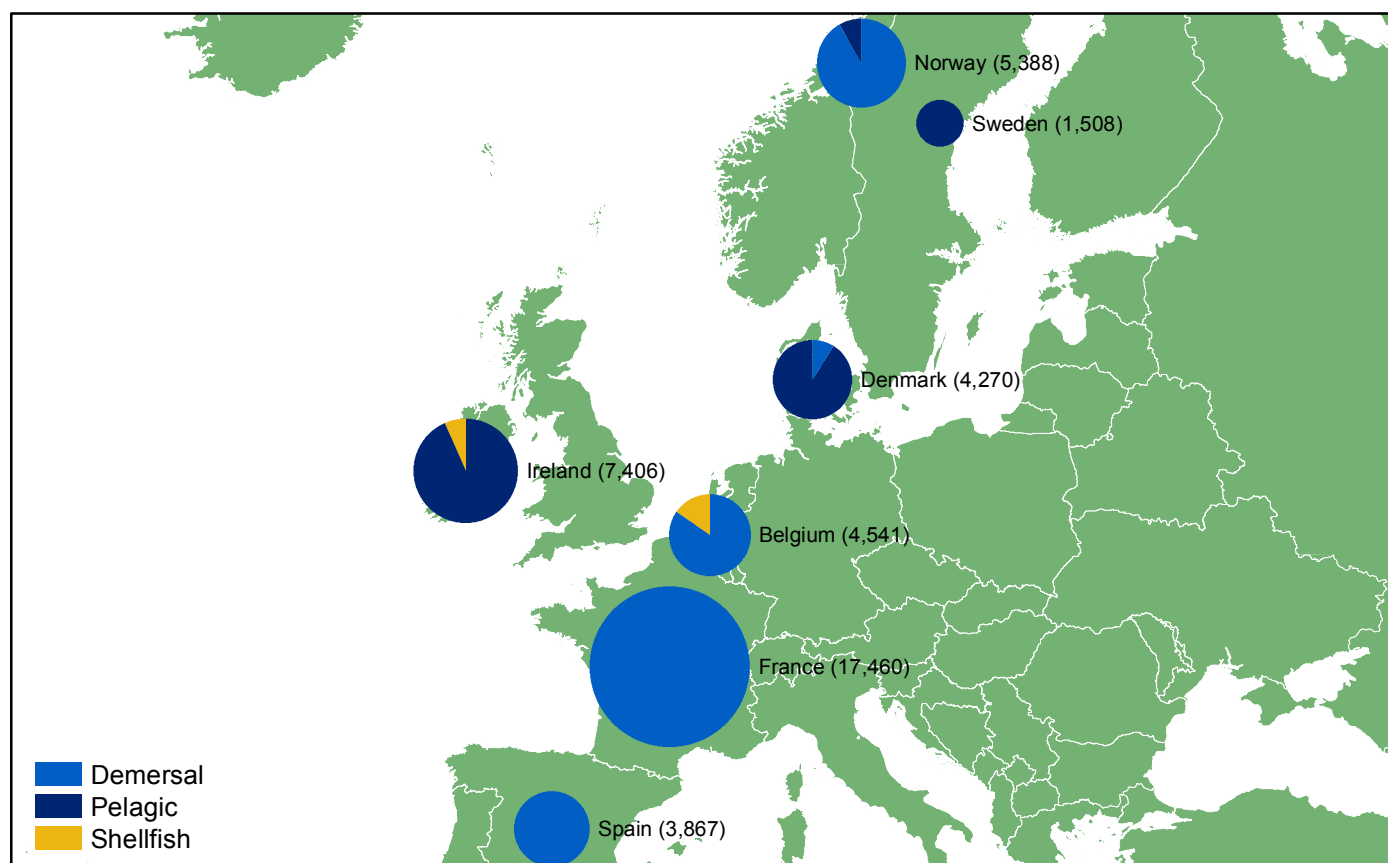 Norway (5,388)
Sweden (1,508)
Denmark (4,270)
Ireland (7,406)
Belgium (4,541)
France (17,460)
Demersal
Pelagic
Shellfish
Spain (3,867)